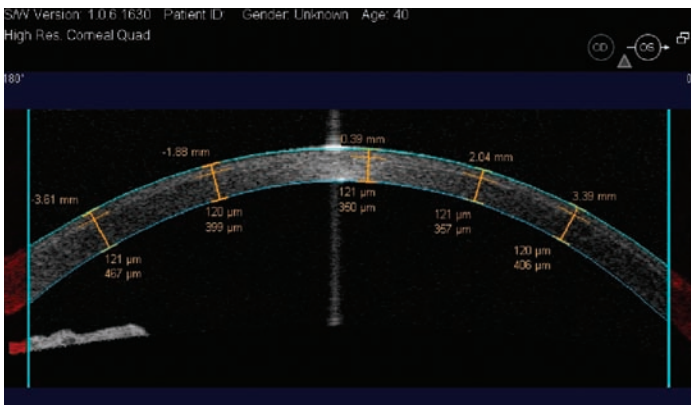 S/W Version: 1.0.6.1630 Patient ID: Gender: Unknown Age: 40
High Res. Corneal Quad
OD OS
180° 0
-3.61 mm
-1.88 mm
0.39 mm
2.04 mm
3.39 mm
121 µm
467 µm
120 µm
399 µm
121 µm
360 µm
121 µm
357 µm
120 µm
406 µm